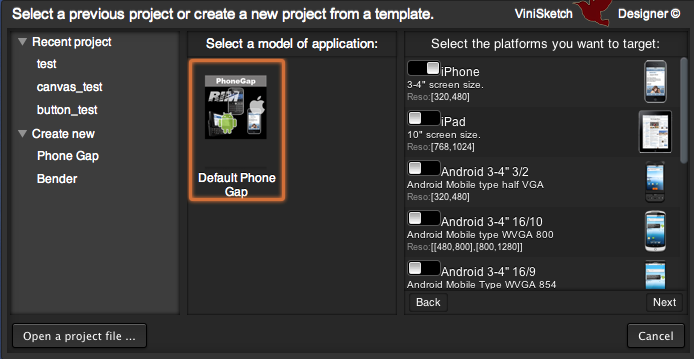 Select a previous project or create a new project from a template.
ViniSketch Designer ©
Recent project
test
canvas_test
button_test
Create new
Phone Gap
Bender
Select a model of application:
PhoneGap
RIM
Default Phone
Gap
Select the platforms you want to target:
iPhone
3-4" screen size.
Reso:[320,480]
iPad
10" screen size.
Reso:[768,1024]
Android 3-4" 3/2
Android Mobile type half VGA
Reso:[320,480]
Android 3-4" 16/10
Android Mobile type WVGA 800
Reso:[[480,800],[800,1280]]
Android 3-4" 16/9
Android Mobile Type WVGA 854
Back
Next
Open a project file ...
Cancel